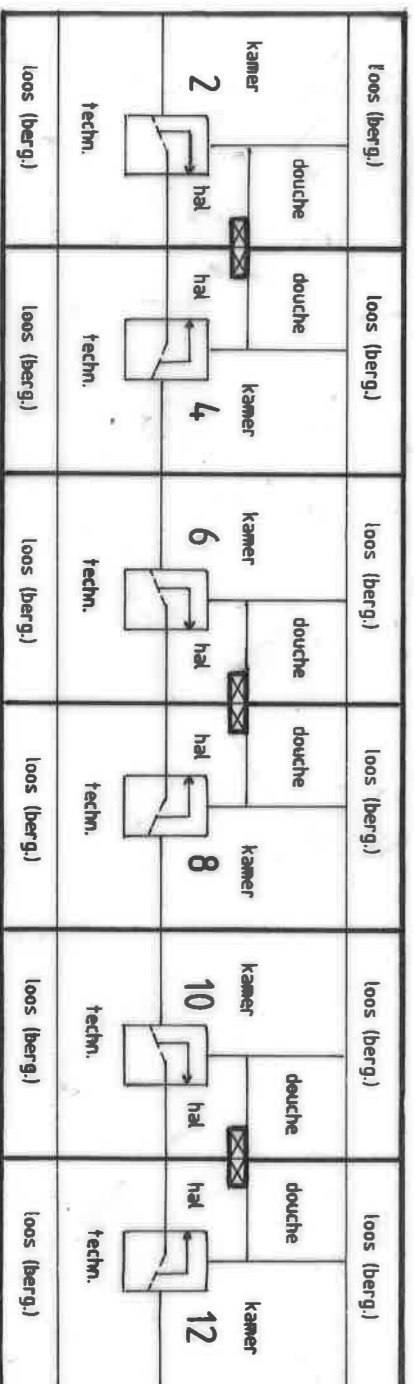 loos (berg.) loos (berg.) loos (berg.) loos (berg.) loos (berg.) loos (berg.)
douche douche douche douche douche douche
kamer kamer kamer kamer kamer kamer
2 4 6 8 10 12
hal hal hal hal hal hal
techn. techn. techn. techn. techn. techn.
loos (berg.) loos (berg.) loos (berg.) loos (berg.) loos (berg.) loos (berg.)